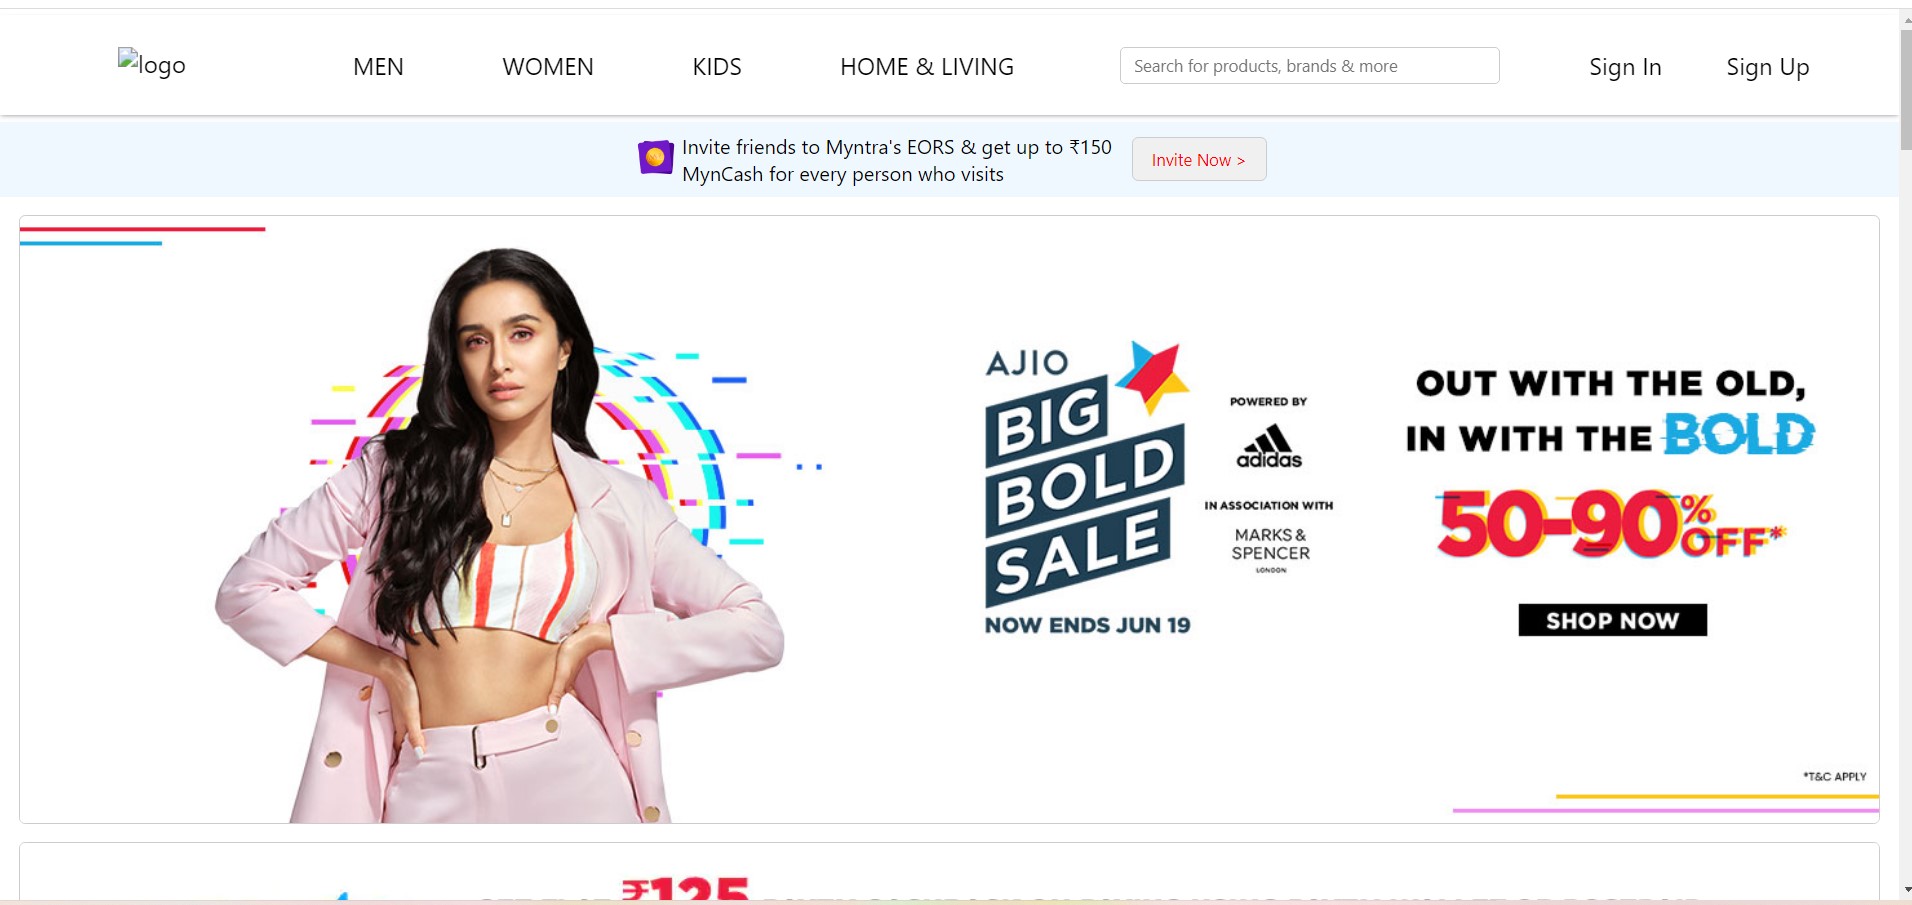 logo
MEN
WOMEN
KIDS
HOME & LIVING
Search for products, brands & more
Sign In
Sign Up
Invite friends to Myntra's EORS & get up to ₹150
MynCash for every person who visits
Invite Now >
AJIO
BIG
BOLD
SALE
NOW ENDS JUN 19
POWERED BY
adidas
IN ASSOCIATION WITH
MARKS &
SPENCER
LONDON
OUT WITH THE OLD,
IN WITH THE BOLD
50-90% OFF*
SHOP NOW
*T&C APPLY
₹125